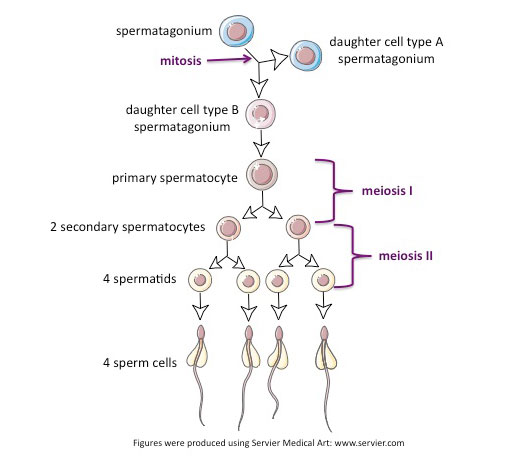 spermatagonium
daughter cell type A
spermatagonium
mitosis
daughter cell type B
spermatagonium
primary spermatocyte
meiosis I
2 secondary spermatocytes
meiosis II
4 spermatids
4 sperm cells
Figures were produced using Servier Medical Art: www.servier.com